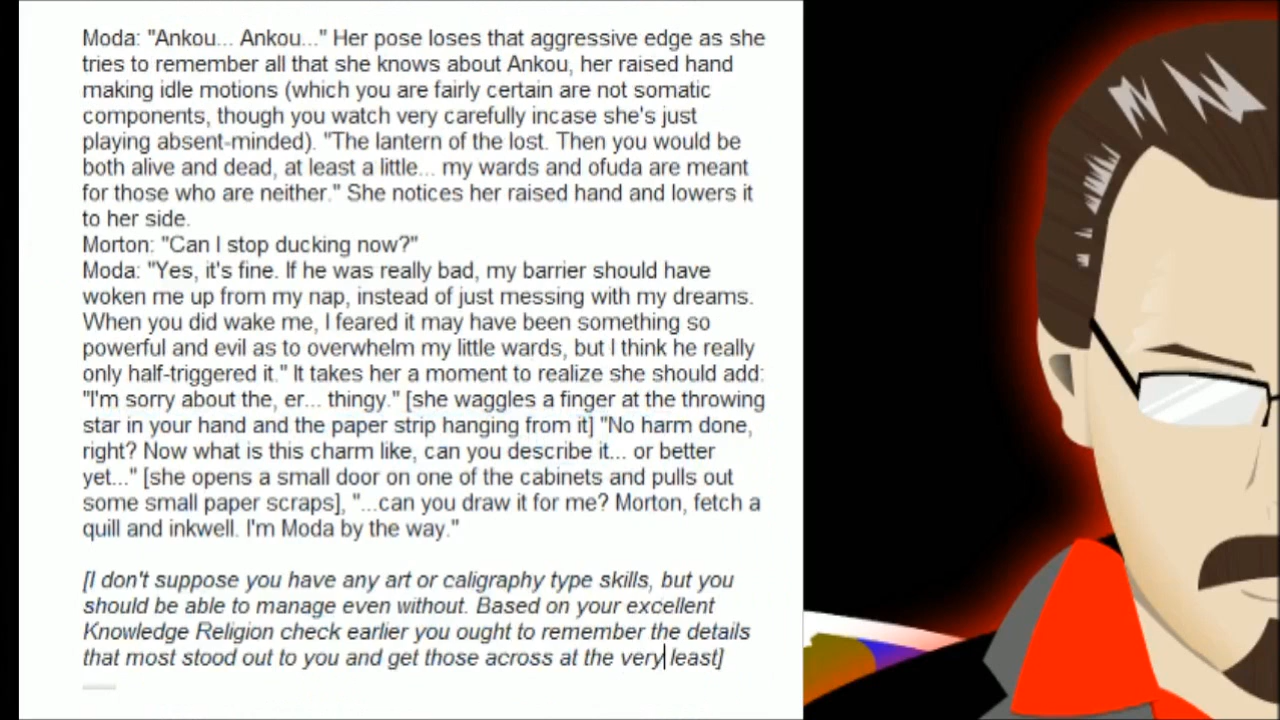 Moda: "Ankou... Ankou..." Her pose loses that aggressive edge as she
tries to remember all that she knows about Ankou, her raised hand
making idle motions (which you are fairly certain are not somatic
components, though you watch very carefully incase she's just
playing absent-minded). "The lantern of the lost. Then you would be
both alive and dead, at least a little... my wards and ofuda are meant
for those who are neither." She notices her raised hand and lowers it
to her side.
Morton: "Can I stop ducking now?"
Moda: "Yes, it's fine. If he was really bad, my barrier should have
woken me up from my nap, instead of just messing with my dreams.
When you did wake me, I feared it may have been something so
powerful and evil as to overwhelm my little wards, but I think he really
only half-triggered it." It takes her a moment to realize she should add:
"I'm sorry about the, er... thingy." [she waggles a finger at the throwing
star in your hand and the paper strip hanging from it] "No harm done,
right? Now what is this charm like, can you describe it... or better
yet..." [she opens a small door on one of the cabinets and pulls out
some small paper scraps], "...can you draw it for me? Morton, fetch a
quill and inkwell. I'm Moda by the way."
[I don't suppose you have any art or caligraphy type skills, but you
should be able to manage even without. Based on your excellent
Knowledge Religion check earlier you ought to remember the details
that most stood out to you and get those across at the very least]